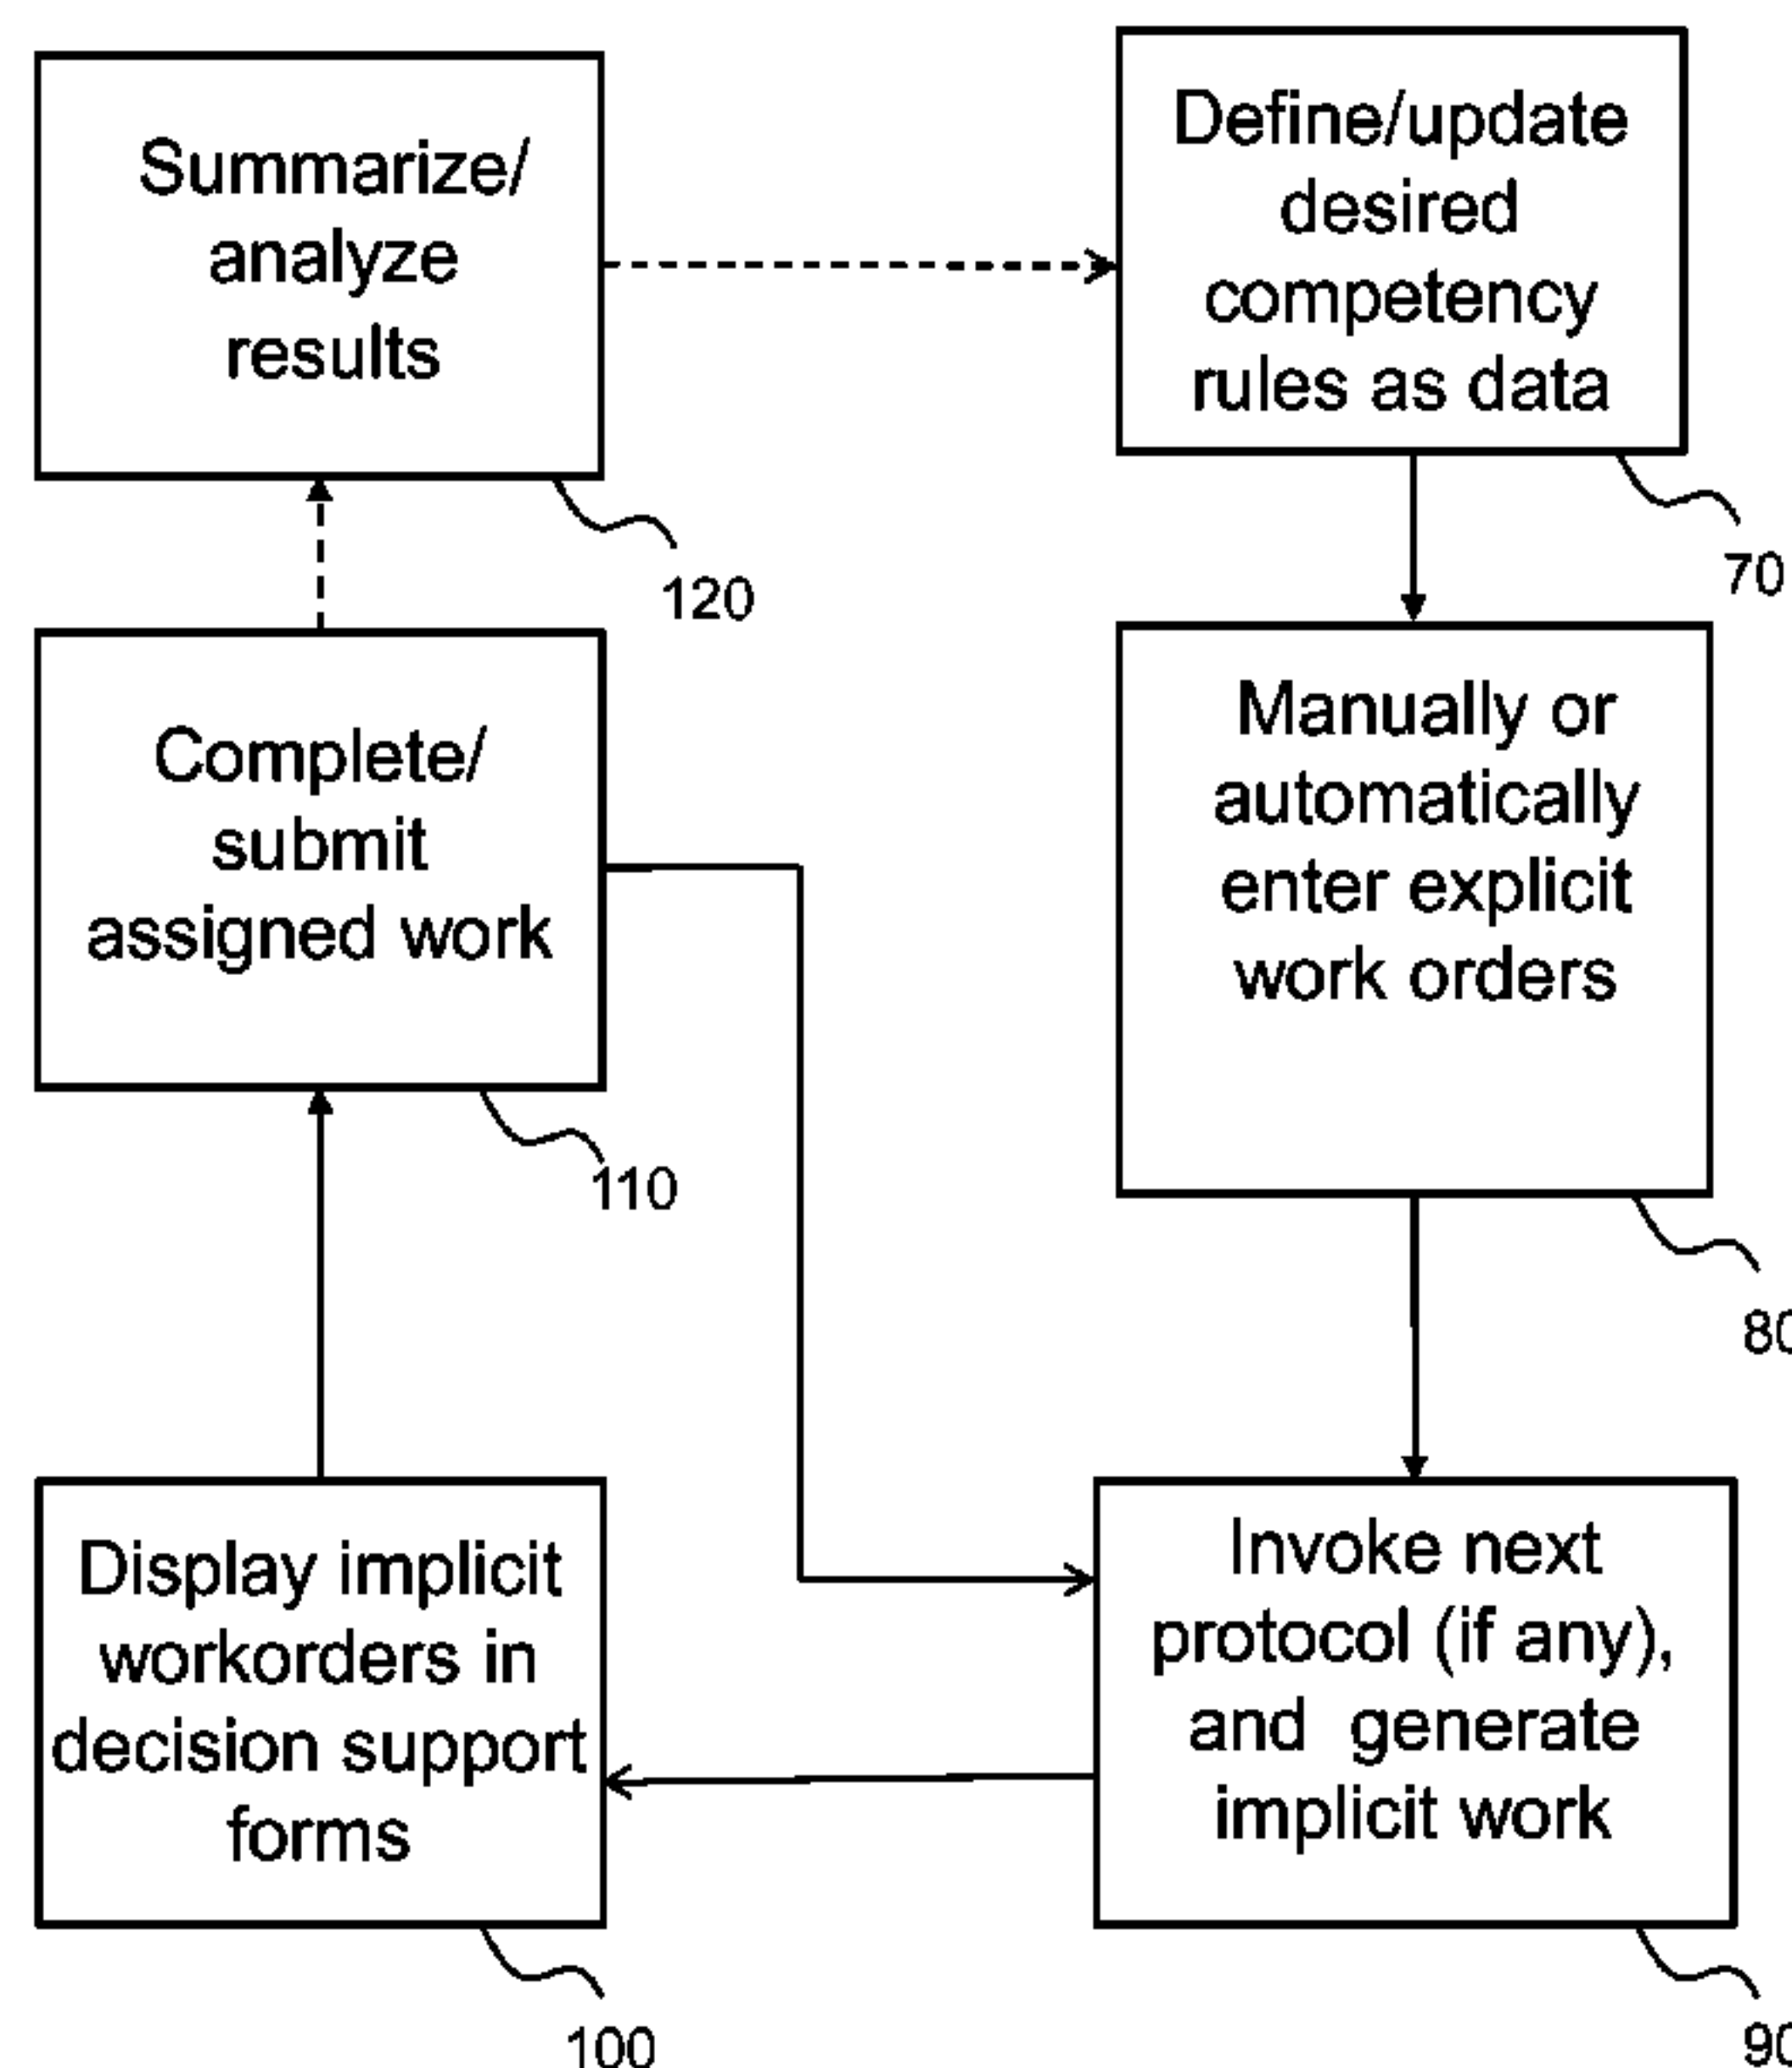 Summarize/
analyze
results
120
Define/update
desired
competency
rules as data
70
Complete/
submit
assigned work
110
Manually or
automatically
enter explicit
work orders
80
Display implicit
workorders in
decision support
forms
100
Invoke next
protocol (if any),
and generate
implicit work
90